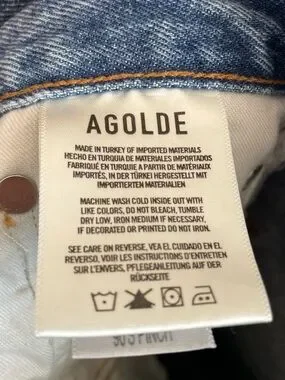 AGOLDE
MADE IN TURKEY OF IMPORTED MATERIALS
HECHO EN TURQUIA DE MATERIALES IMPORTADOS
FABRIQUÉ EN TURQUIE A PARTIR DE MATÉRIAUX
IMPORTÉS, IN DER TÜRKEI HERGESTELLT MIT
IMPORTIERTEN MATERIALIEN
MACHINE WASH COLD INSIDE OUT WITH
LIKE COLORS, DO NOT BLEACH, TUMBLE
DRY LOW, IRON MEDIUM IF NECESSARY,
IF DECORATED OR PRINTED DO NOT IRON.
SEE CARE ON REVERSE, VEA EL CUIDADO EN EL
REVERSO, VOIR LES INSTRUCTIONS D'ENTRETIEN
SUR L'ENVERS, PFLEGEANLEITUNG AUF DER
RÜCKSEITE
90'S PINCH